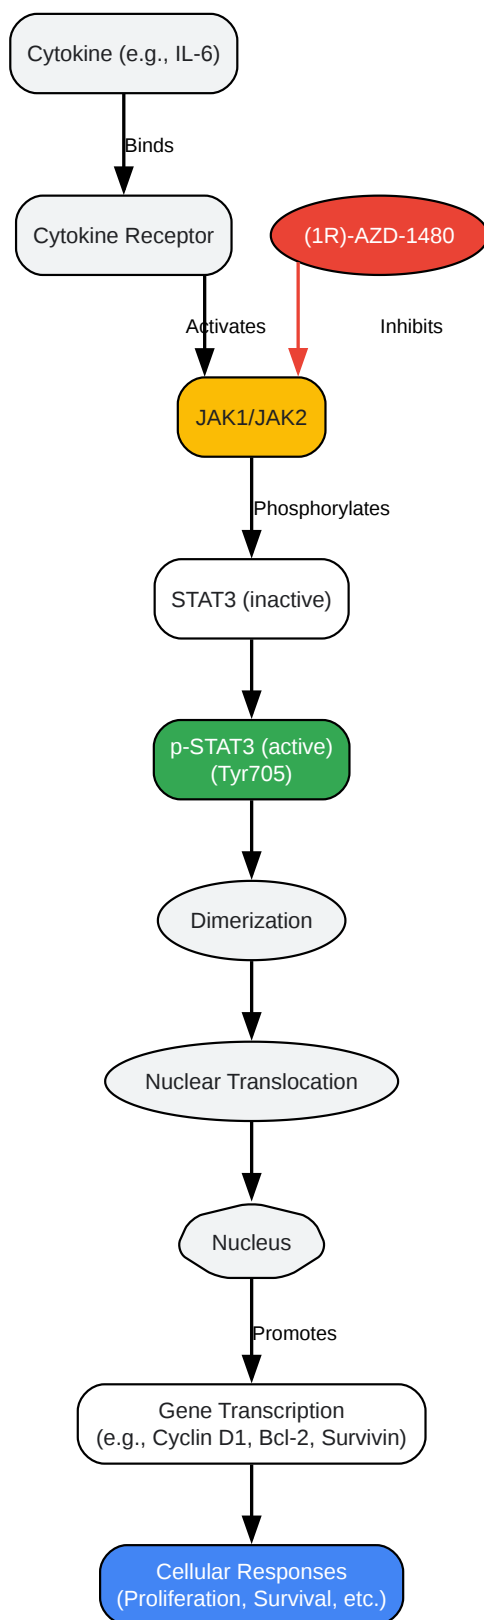 Cytokine (e.g., IL-6)
Binds
Cytokine Receptor
(1R)-AZD-1480
Activates
Inhibits
JAK1/JAK2
Phosphorylates
STAT3 (inactive)
p-STAT3 (active)
(Tyr705)
Dimerization
Nuclear Translocation
Nucleus
Promotes
Gene Transcription
(e.g., Cyclin D1, Bcl-2, Survivin)
Cellular Responses
(Proliferation, Survival, etc.)